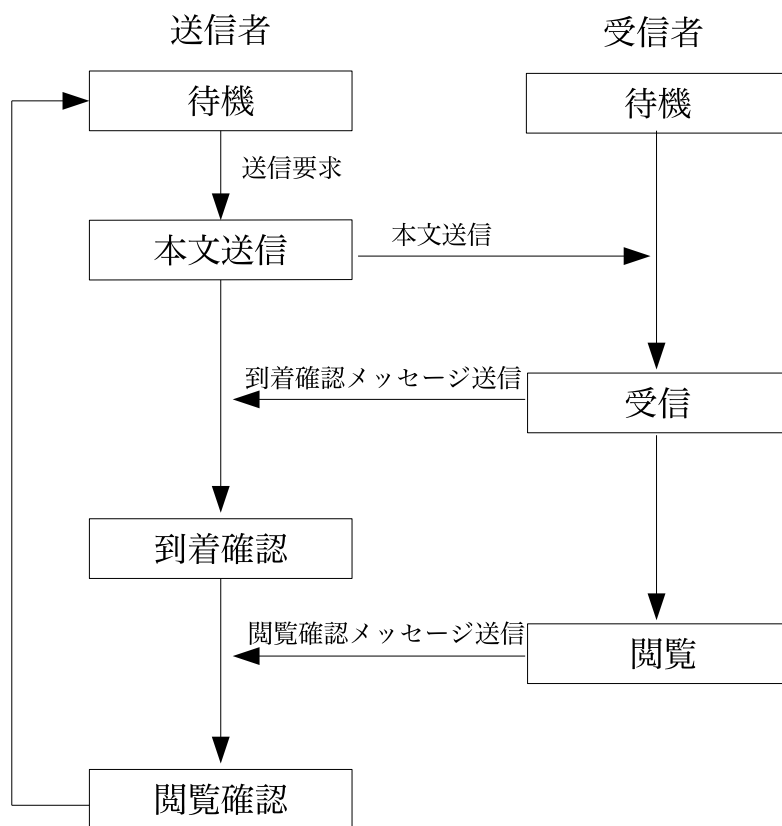 送信者
受信者
待機
待機
送信要求
本文送信
本文送信
到着確認メッセージ送信
受信
到着確認
閲覧確認メッセージ送信
閲覧
閲覧確認